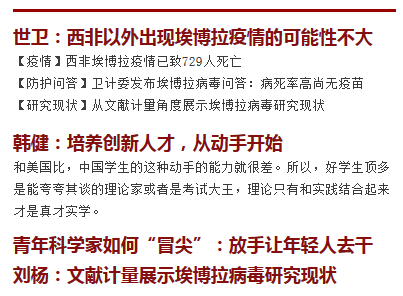 世卫：西非以外出现埃博拉疫情的可能性不大
【疫情】西非埃博拉疫情已致729人死亡
【防护问答】卫计委发布埃博拉病毒问答：病死率高尚无疫苗
【研究现状】从文献计量角度展示埃博拉病毒研究现状
韩健：培养创新人才，从动手开始
和美国比，中国学生的这种动手的能力就很差。所以，好学生顶多
是能夸夸其谈的理论家或者是考试大王，理论只有和实践结合起来
才是真才实学。
青年科学家如何“冒尖”：放手让年轻人去干
刘杨：文献计量展示埃博拉病毒研究现状